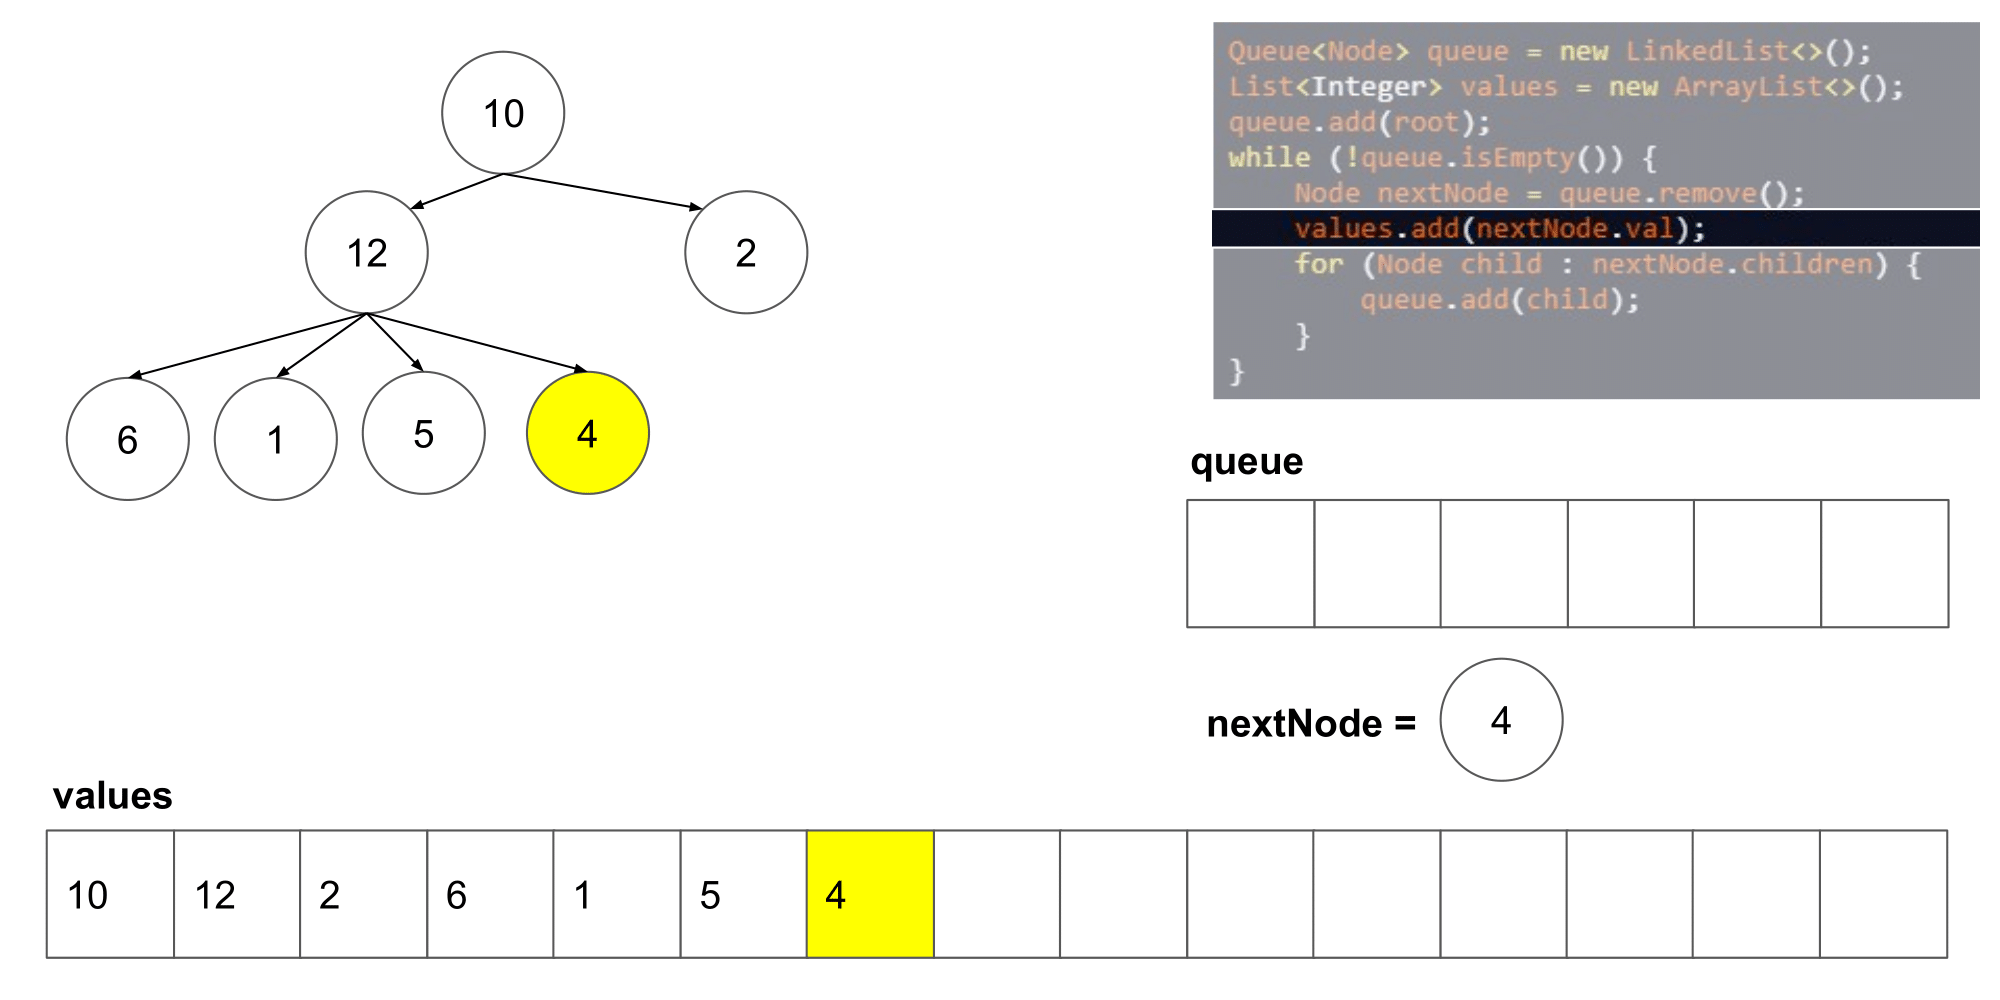 10
12
2
6
1
5
4
Queue<Node> queue = new LinkedList<>();
List<Integer> values = new ArrayList<>();
queue.add(root);
while (!queue.isEmpty()) {
    Node nextNode = queue.remove();
    values.add(nextNode.val);
    for (Node child : nextNode.children) {
        queue.add(child);
    }
}
queue
nextNode = 4
values
10 12 2 6 1 5 4